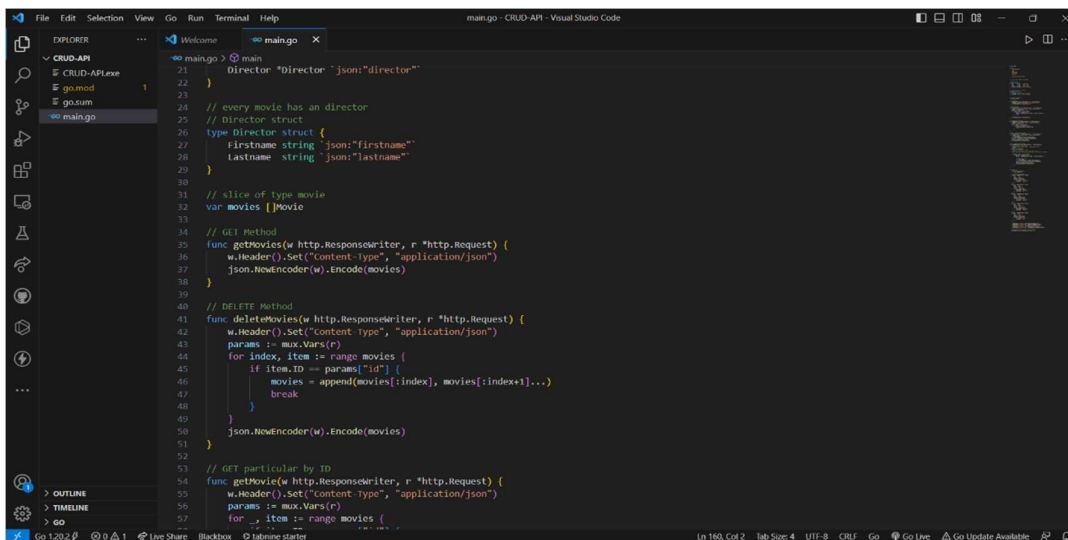 File Edit Selection View Go Run Terminal Help
main.go - CRUD-API - Visual Studio Code
EXPLORER
Welcome
main.go
CRUD-API
main.go > main
CRUD-API.exe
go.mod 1
go.sum
main.go
21 Director *Director `json:"director"`
22 }
23
24 // every movie has an director
25 // Director struct
26 type Director struct {
27 Firstname string `json:"firstname"`
28 Lastname string `json:"lastname"`
29 }
30
31 // slice of type movie
32 var movies []Movie
33
34 // GET Method
35 func getMovies(w http.ResponseWriter, r *http.Request) {
36 w.Header().Set("Content-Type", "application/json")
37 json.NewEncoder(w).Encode(movies)
38 }
39
40 // DELETE Method
41 func deleteMovies(w http.ResponseWriter, r *http.Request) {
42 w.Header().Set("Content-Type", "application/json")
43 params := mux.Vars(r)
44 for index, item := range movies {
45 if item.ID == params["id"] {
46 movies = append(movies[:index], movies[:index+1]...)
47 break
48 }
49 }
50 json.NewEncoder(w).Encode(movies)
51 }
52
53 // GET particular by ID
54 func getMovie(w http.ResponseWriter, r *http.Request) {
55 w.Header().Set("Content-Type", "application/json")
56 params := mux.Vars(r)
57 for _, item := range movies {
OUTLINE
TIMELINE
GO
Go 1.20.2 0 1 Live Share Blackbox tabnine starter
Ln 160, Col 2 Tab Size: 4 UTF-8 CRLF Go Go Live Go Update Available